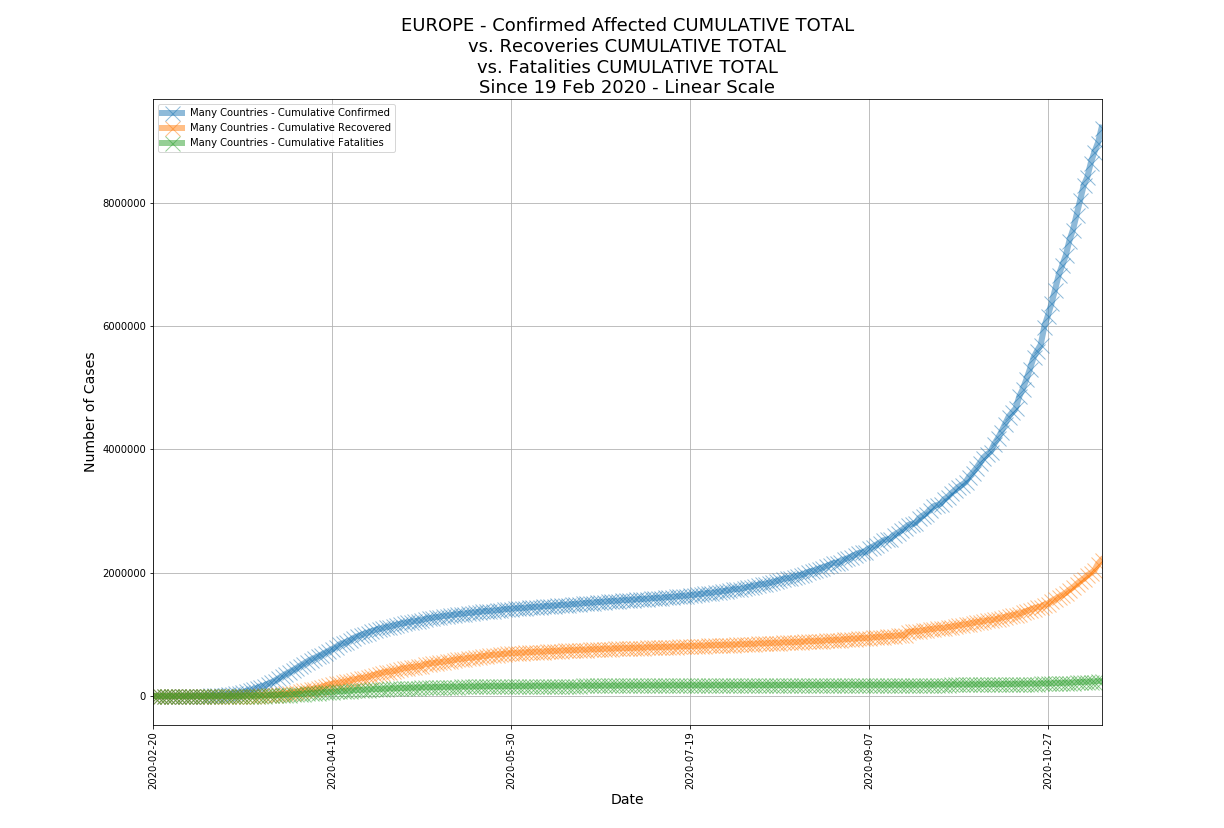 EUROPE - Confirmed Affected CUMULATIVE TOTAL
vs. Recoveries CUMULATIVE TOTAL
vs. Fatalities CUMULATIVE TOTAL
Since 19 Feb 2020 - Linear Scale
Many Countries - Cumulative Confirmed
Many Countries - Cumulative Recovered
Many Countries - Cumulative Fatalities
Number of Cases
8000000
6000000
4000000
2000000
0
2020-02-20
2020-04-10
2020-05-30
2020-07-19
2020-09-07
2020-10-27
Date